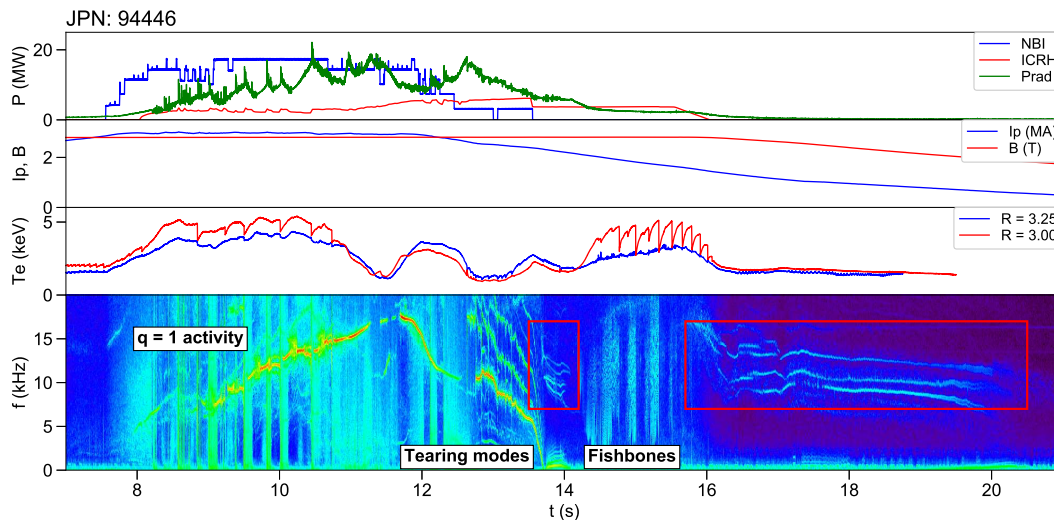 JPN: 94446
P (MW)
20
0
NBI
ICRH
Prad
Ip, B
2
0
Ip (MA)
B (T)
Te (keV)
5
0
R = 3.25
R = 3.00
f (kHz)
15
10
5
0
q = 1 activity
Tearing modes
Fishbones
8
10
12
14
16
18
20
t (s)